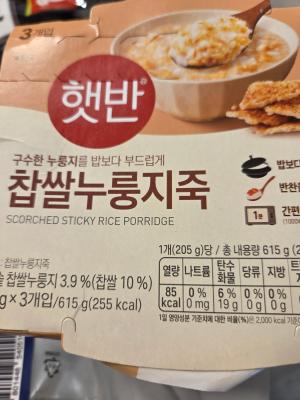 3개입
햇반
구수한 누룽지를 밥보다 부드럽게
찹쌀누룽지죽
SCORCHED STICKY RICE PORRIDGE
밥보다
반찬
간편
1분
1개(205 g)당 / 총 내용량 615 g
찹쌀누룽지죽
찹쌀누룽지 3.9 %(찹쌀 10 %)
g×3개입/615 g(255 kcal)
열량 나트륨 탄수화물 당류 지방
85 kcal 0 % 0 mg 6 % 19 g 0 % 0 g 0 % 0 g
1일 영양성분 기준치에 대한 비율(%)은 2,000 kcal